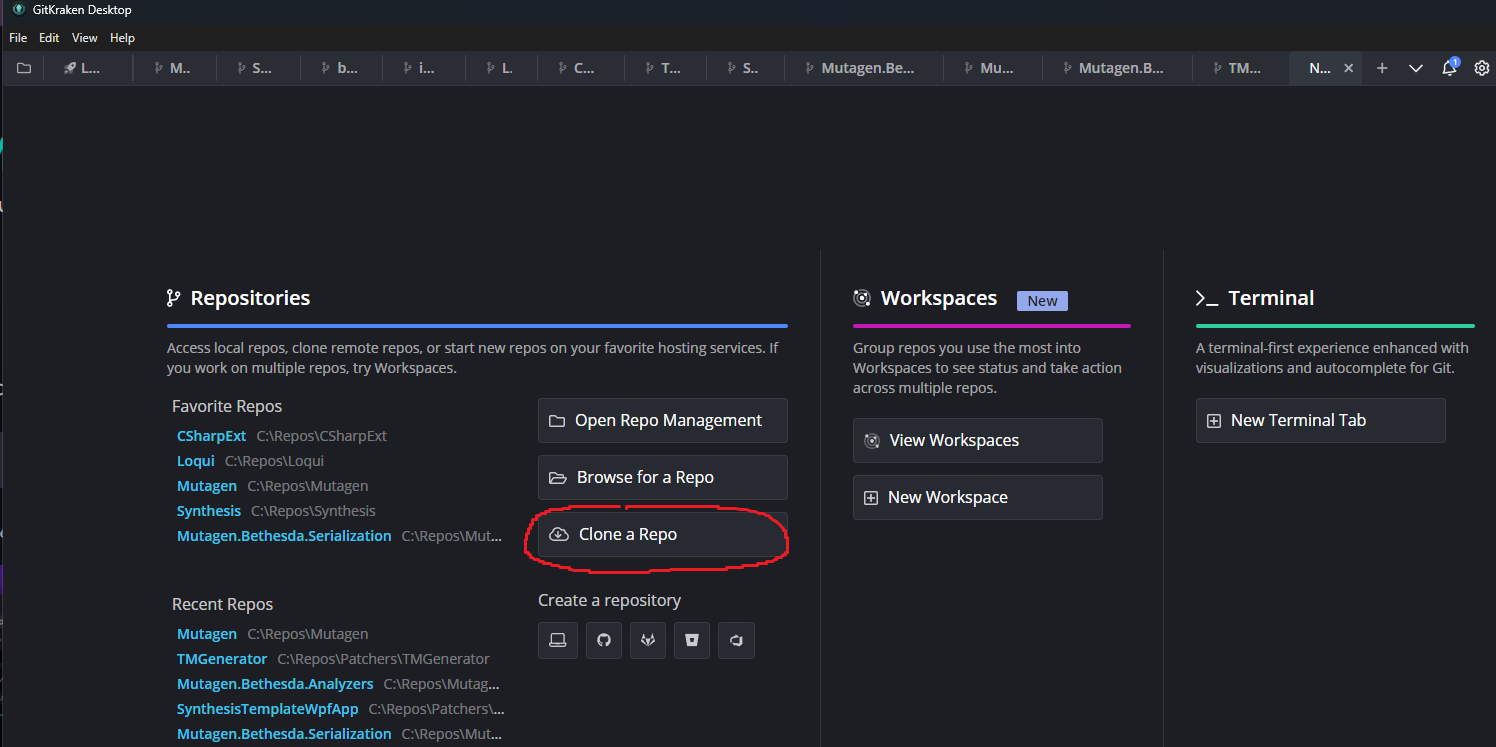 GitKraken Desktop
File Edit View Help
L... M.. S... b... i... L. C... T... S.. Mutagen.Be... Mu... Mutagen.B... TM... N... 1
Repositories
Access local repos, clone remote repos, or start new repos on your favorite hosting services. If
you work on multiple repos, try Workspaces.
Favorite Repos
CSharpExt C:\Repos\CSharpExt
Loqui C:\Repos\Loqui
Mutagen C:\Repos\Mutagen
Synthesis C:\Repos\Synthesis
Mutagen.Bethesda.Serialization C:\Repos\Mut...
Recent Repos
Mutagen C:\Repos\Mutagen
TMGenerator C:\Repos\Patchers\TMGenerator
Mutagen.Bethesda.Analyzers C:\Repos\Mutag...
SynthesisTemplateWpfApp C:\Repos\Patchers\...
Mutagen.Bethesda.Serialization C:\Repos\Mut...
Open Repo Management
Browse for a Repo
Clone a Repo
Create a repository
Workspaces New
Group repos you use the most into
Workspaces to see status and take action
across multiple repos.
View Workspaces
New Workspace
Terminal
A terminal-first experience enhanced with
visualizations and autocomplete for Git.
New Terminal Tab